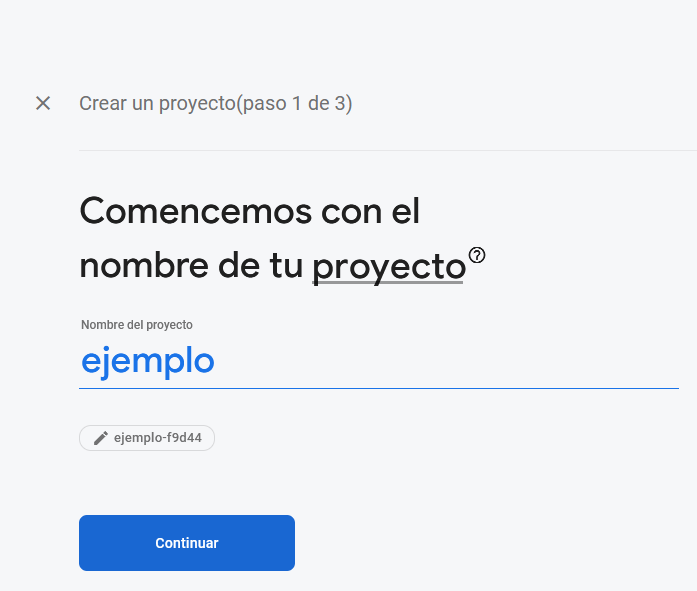 Crear un proyecto(paso 1 de 3)
Comencemos con el
nombre de tu proyecto
Nombre del proyecto
ejemplo
ejemplo-f9d44
Continuar